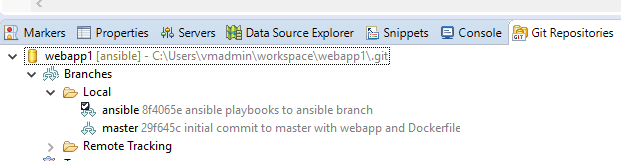 Markers Properties Servers Data Source Explorer Snippets Console Git Repositories
webapp1 [ansible] - C:\Users\vmadmin\workspace\webapp1\.git
Branches
Local
ansible 8f4065e ansible playbooks to ansible branch
master 29f645c initial commit to master with webapp and Dockerfile
Remote Tracking